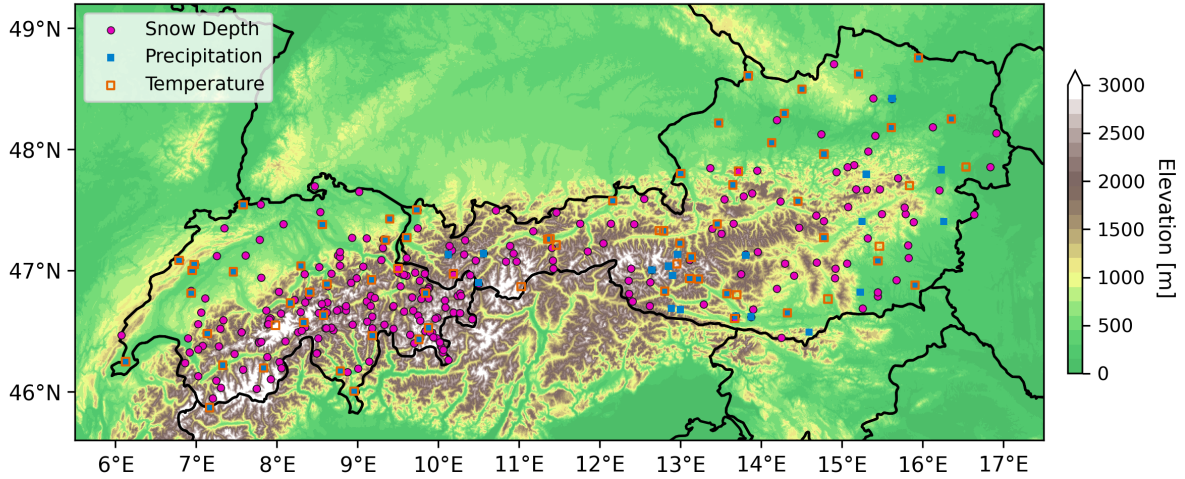 49°N
48°N
47°N
46°N
Snow Depth
Precipitation
Temperature
6°E 7°E 8°E 9°E 10°E 11°E 12°E 13°E 14°E 15°E 16°E 17°E
3000
2500
2000
1500
1000
500
0
Elevation [m]